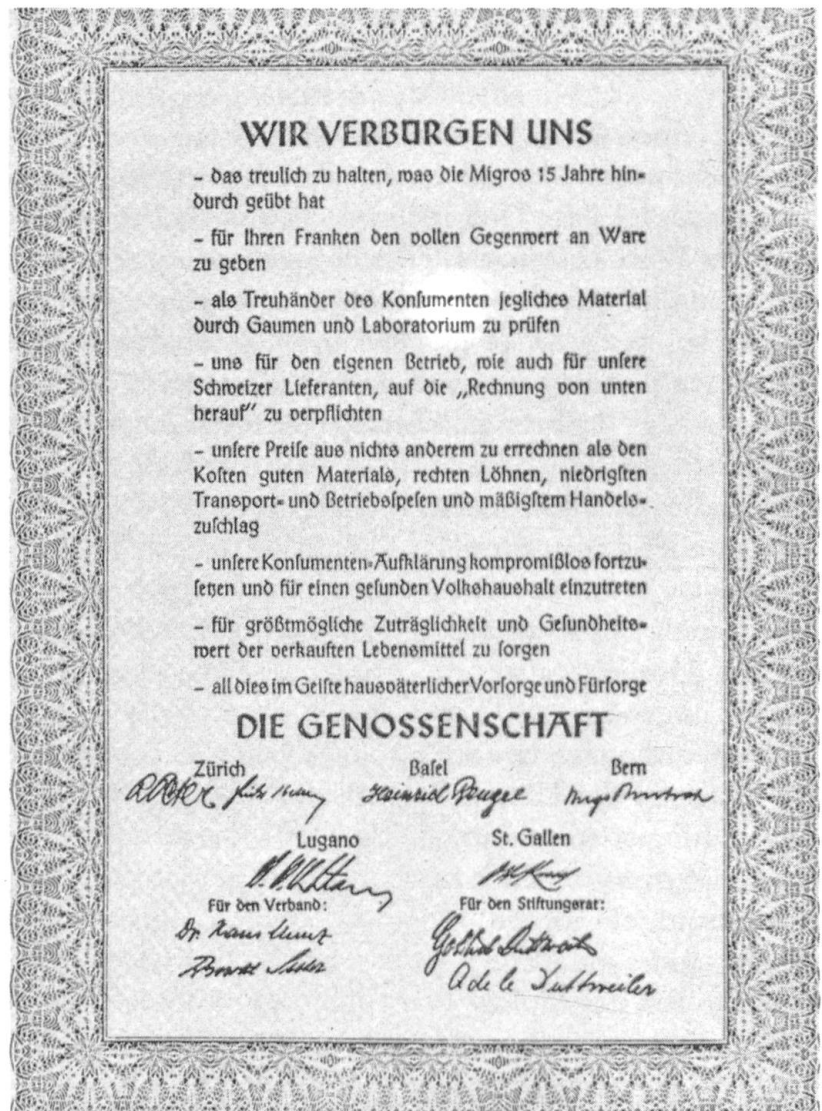 WIR VERBÜRGEN UNS
– das treulich zu halten, was die Migros 15 Jahre hin-
durch geübt hat
– für Ihren Franken den vollen Gegenwert an Ware
zu geben
– als Treuhänder des Konſumenten jegliches Material
durch Gaumen und Laboratorium zu prüfen
– uns für den eigenen Betrieb, wie auch für unſere
Schweizer Lieferanten, auf die „Rechnung von unten
herauf“ zu verpflichten
– unſere Preiſe aus nichts anderem zu errechnen als den
Koſten guten Materials, rechten Löhnen, niedrigſten
Transport- und Betriebsſpeſen und mäßigſtem Handels-
zuſchlag
– unſere Konſumenten-Aufklärung kompromißlos fortzu-
ſetzen und für einen geſunden Volkshaushalt einzutreten
– für größtmögliche Zuträglichkeit und Geſundheits-
wert der verkauften Lebensmittel zu ſorgen
– all dies im Geiſte hausväterlicher Vorſorge und Fürſorge
DIE GENOSSENSCHAFT
Zürich Baſel Bern
Heinrich
Lugano St. Gallen
Für den Verband: Für den Stiftungsrat:
Dr. Hans Munz Gottlieb Duttweiler
Adele Duttweiler